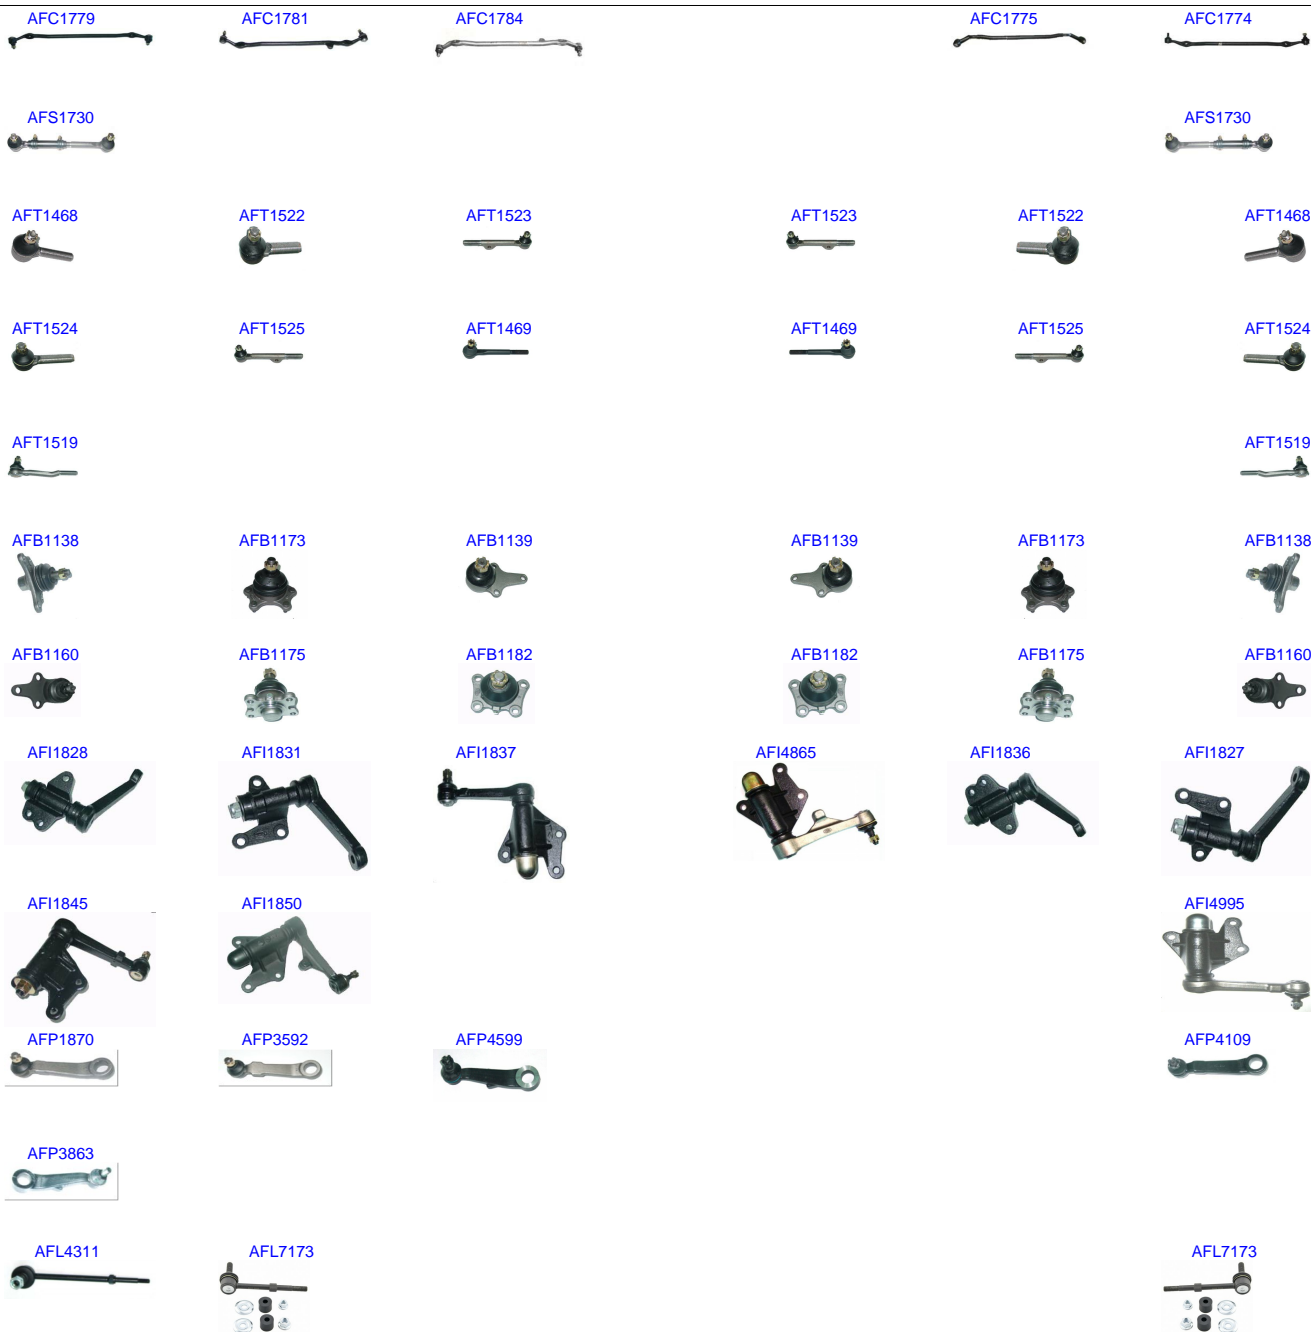 AFC1779 AFC1781 AFC1784 AFC1775 AFC1774
AFS1730 AFS1730
AFT1468 AFT1522 AFT1523 AFT1523 AFT1522 AFT1468
AFT1524 AFT1525 AFT1469 AFT1469 AFT1525 AFT1524
AFT1519 AFT1519
AFB1138 AFB1173 AFB1139 AFB1139 AFB1173 AFB1138
AFB1160 AFB1175 AFB1182 AFB1182 AFB1175 AFB1160
AFI1828 AFI1831 AFI1837 AFI4865 AFI1836 AFI1827
AFI1845 AFI1850 AFI4995
AFP1870 AFP3592 AFP4599 AFP4109
AFP3863
AFL4311 AFL7173 AFL7173